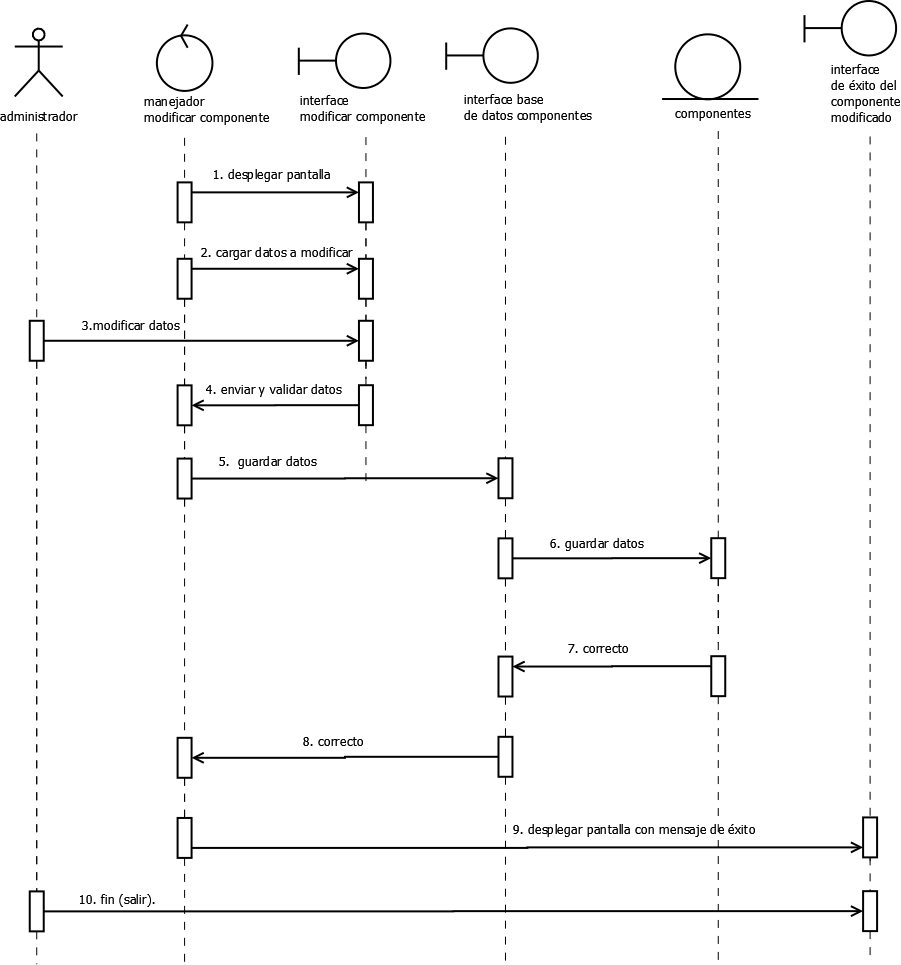 administrador
manejador
modificar componente
interface
modificar componente
interface base
de datos componentes
componentes
interface
de éxito del
componente
modificado
1. desplegar pantalla
2. cargar datos a modificar
3.modificar datos
4. enviar y validar datos
5. guardar datos
6. guardar datos
7. correcto
8. correcto
9. desplegar pantalla con mensaje de éxito
10. fin (salir).